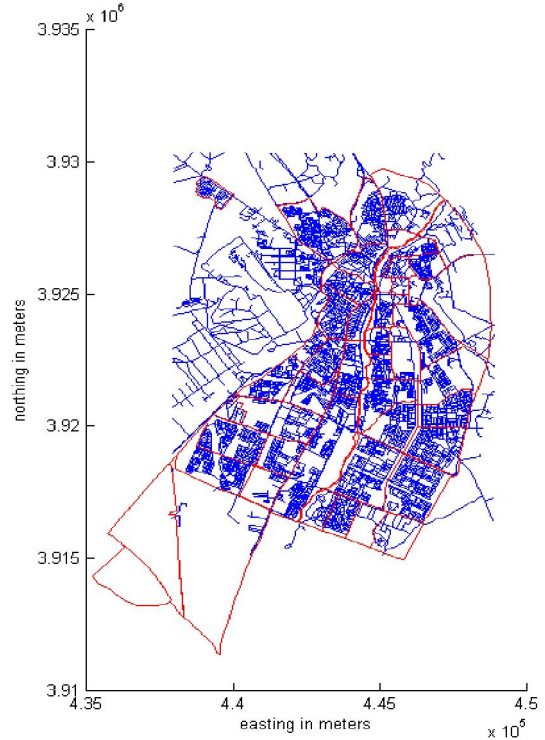 x 10^6
3.935
3.93
3.925
3.92
3.915
3.91
northing in meters
4.35
4.4
4.45
4.5
easting in meters
x 10^5